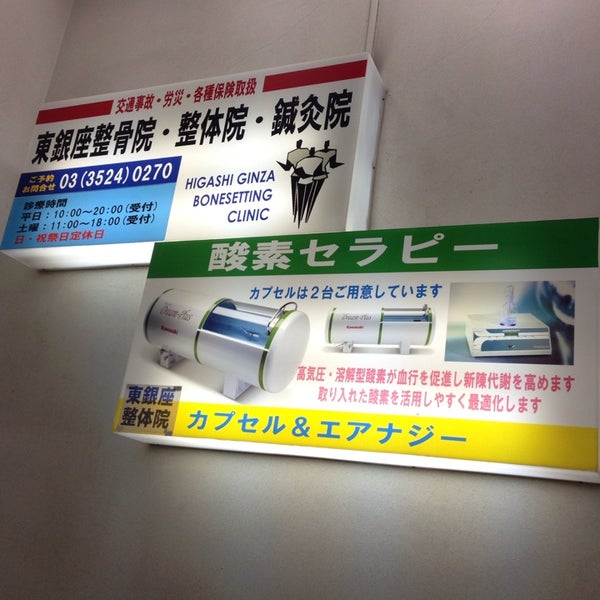 交通事故・労災・各種保険取扱
東銀座整骨院・整体院・鍼灸院
ご予約
お問合せ 03(3524)0270
診療時間
平日：10:00～20:00(受付)
土曜：11:00～18:00(受付)
日・祝祭日定休日
HIGASHI GINZA
BONESETTING
CLINIC
酸素セラピー
カプセルは2台ご用意しています
Dream-Plus
Kawasaki
高気圧・溶解型酸素が血行を促進し新陳代謝を高めます
取り入れた酸素を活用しやすく最適化します
東銀座
整体院
カプセル＆エアナジー